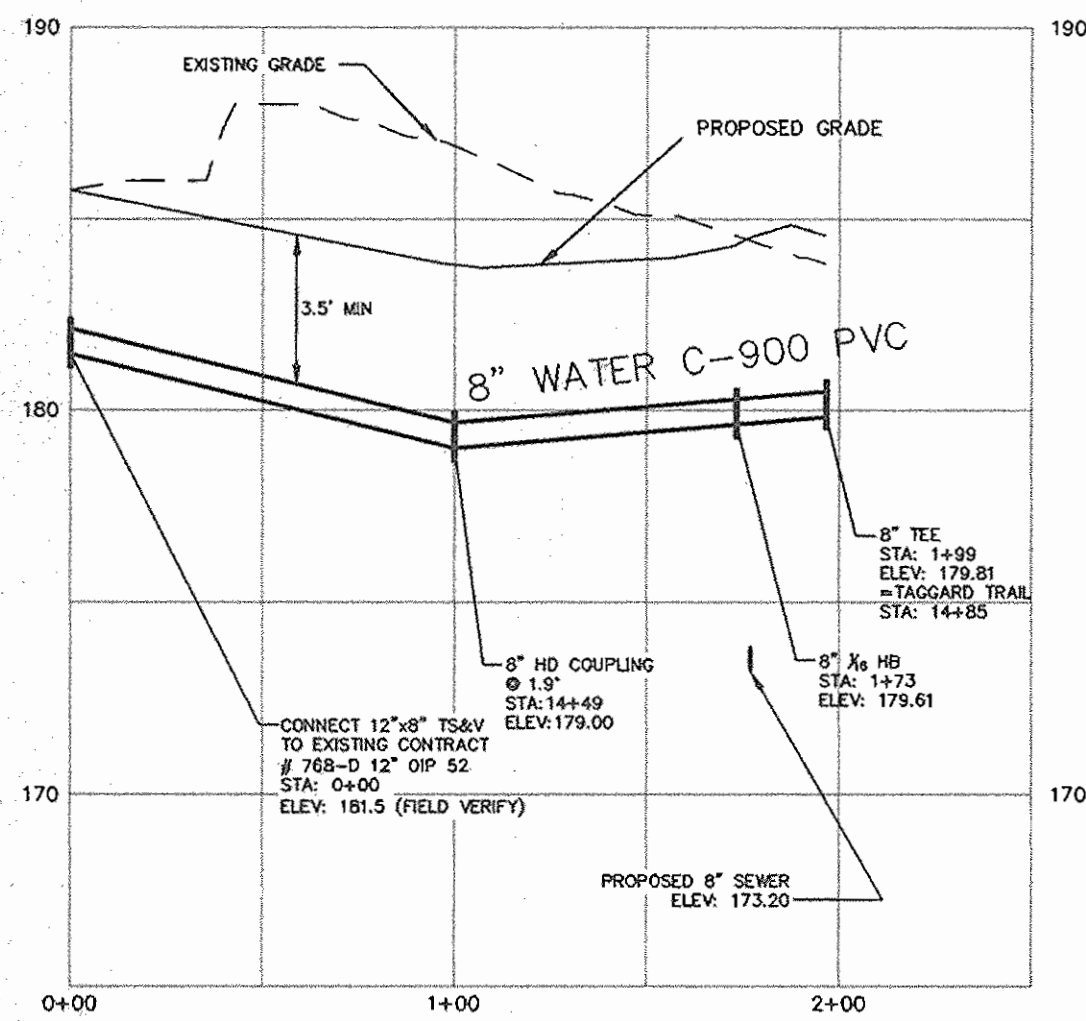 190
190
EXISTING GRADE
PROPOSED GRADE
3.5' MIN
8" WATER C-900 PVC
180
8" TEE
STA: 1+99
ELEV: 179.81
=TAGGARD TRAIL
STA: 14+85
8" HD COUPLING
@ 1.9°
STA:14+49
ELEV:179.00
8" 1/16 HB
STA: 1+73
ELEV: 179.61
CONNECT 12"x8" TS&V
TO EXISTING CONTRACT
# 768-D 12" OIP 52
STA: 0+00
ELEV: 181.5 (FIELD VERIFY)
170
170
PROPOSED 8" SEWER
ELEV: 173.20
0+00
1+00
2+00